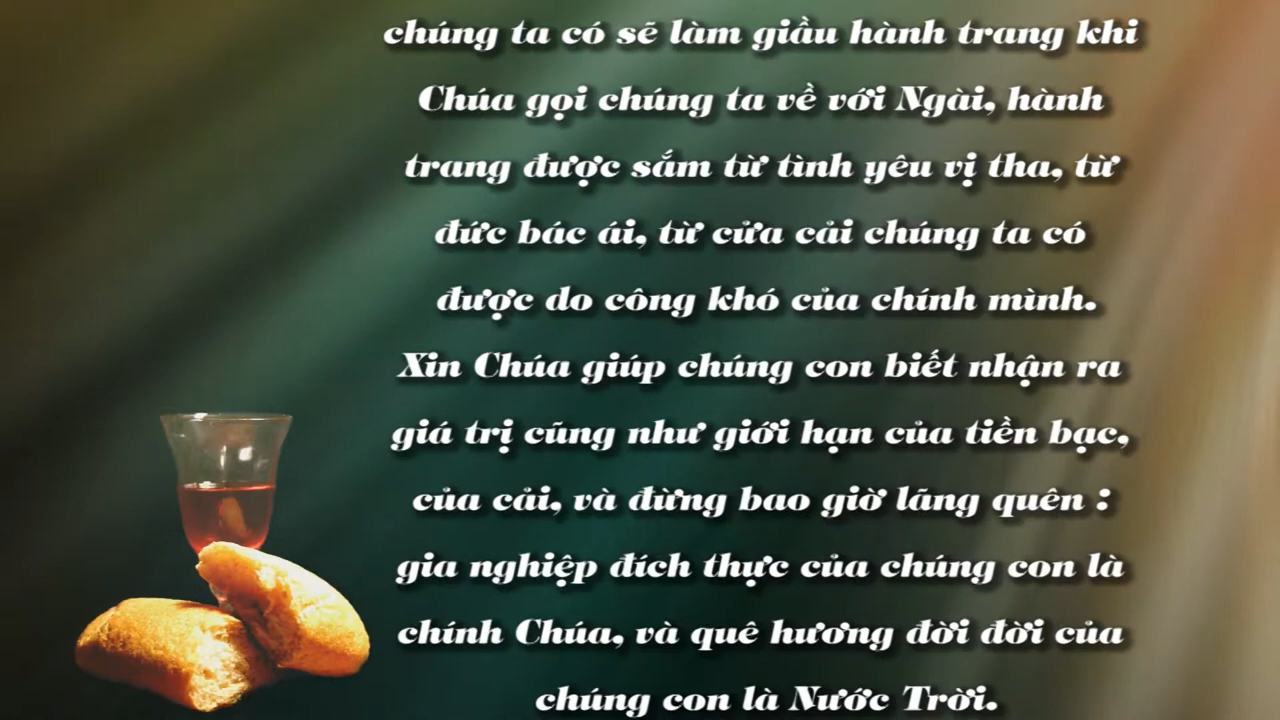 chúng ta có sẽ làm giầu hành trang khi
Chúa gọi chúng ta về với Ngài, hành
trang được sắm từ tình yêu vị tha, từ
đức bác ái, từ cửa cải chúng ta có
được do công khó của chính mình.
Xin Chúa giúp chúng con biết nhận ra
giá trị cũng như giới hạn của tiền bạc,
của cải, và đừng bao giờ lãng quên :
gia nghiệp đích thực của chúng con là
chính Chúa, và quê hương đời đời của
chúng con là Nước Trời.